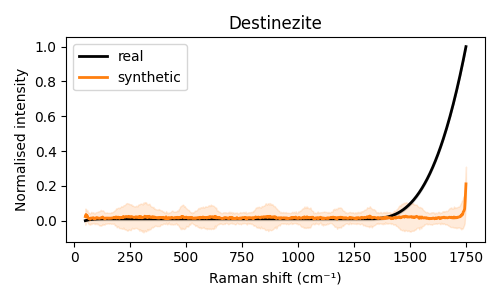 Destinezite
real
synthetic
Normalised intensity
1.0
0.8
0.6
0.4
0.2
0.0
0 250 500 750 1000 1250 1500 1750
Raman shift (cm⁻¹)